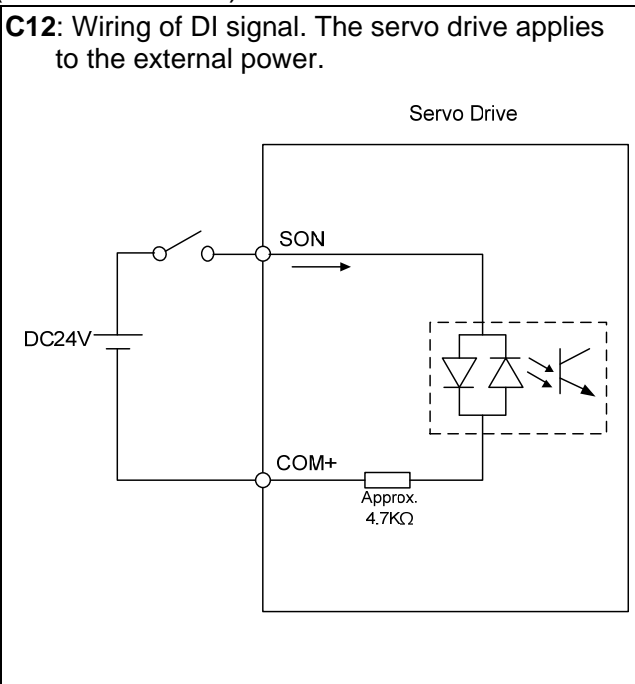 C12: Wiring of DI signal. The servo drive applies
to the external power.
Servo Drive
SON
DC24V
COM+
Approx.
4.7KΩ